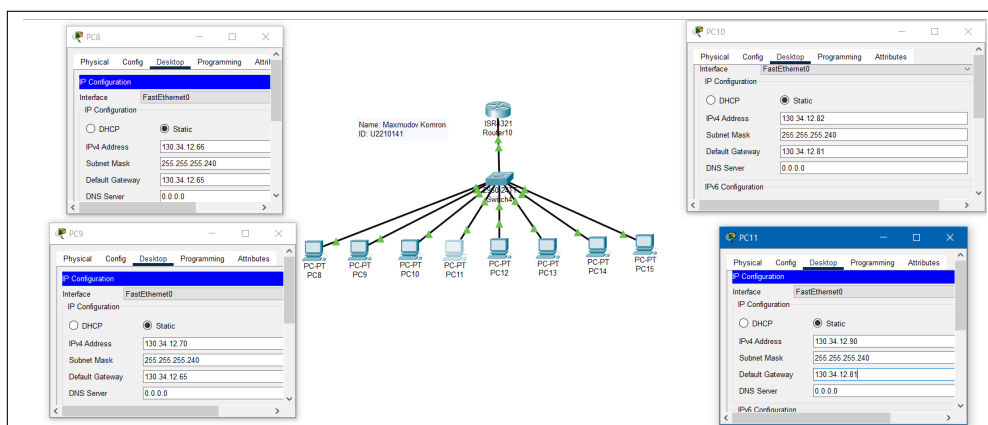 PC8
Physical Config Desktop Programming Attrib
IP Configuration
Interface FastEthernet0
IP Configuration
DHCP Static
IPv4 Address 130.34.12.66
Subnet Mask 255.255.255.240
Default Gateway 130.34.12.65
DNS Server 0.0.0.0
PC10
Physical Config Desktop Programming Attributes
Interface FastEthernet0
IP Configuration
DHCP Static
IPv4 Address 130.34.12.82
Subnet Mask 255.255.255.240
Default Gateway 130.34.12.81
DNS Server 0.0.0.0
IPv6 Configuration
Name: Maxmudov Komron
ID: U2210141
ISR4321
Router10
Switch4
PC-PT
PC8
PC-PT
PC9
PC-PT
PC10
PC-PT
PC11
PC-PT
PC12
PC-PT
PC13
PC-PT
PC14
PC-PT
PC15
PC9
Physical Config Desktop Programming Attributes
IP Configuration
Interface FastEthernet0
IP Configuration
DHCP Static
IPv4 Address 130.34.12.70
Subnet Mask 255.255.255.240
Default Gateway 130.34.12.65
DNS Server 0.0.0.0
PC11
Physical Config Desktop Programming Attributes
IP Configuration
Interface FastEthernet0
IP Configuration
DHCP Static
IPv4 Address 130.34.12.90
Subnet Mask 255.255.255.240
Default Gateway 130.34.12.81
DNS Server 0.0.0.0
IPv6 Configuration